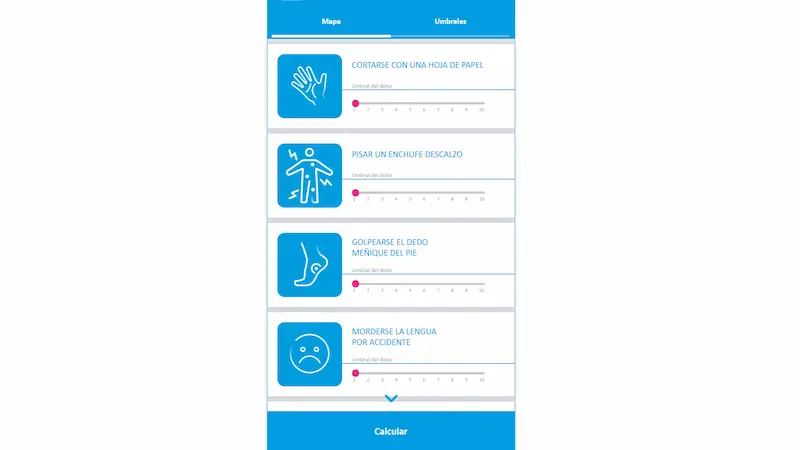 Mapa Umbrales
CORTARSE CON UNA HOJA DE PAPEL
Umbral del dolor
1 2 3 4 5 6 7 8 9 10
PISAR UN ENCHUFE DESCALZO
Umbral del dolor
1 2 3 4 5 6 7 8 9 10
GOLPEARSE EL DEDO
MEÑIQUE DEL PIE
Umbral del dolor
1 2 3 4 5 6 7 8 9 10
MORDERSE LA LENGUA
POR ACCIDENTE
Umbral del dolor
1 2 3 4 5 6 7 8 9 10
Calcular